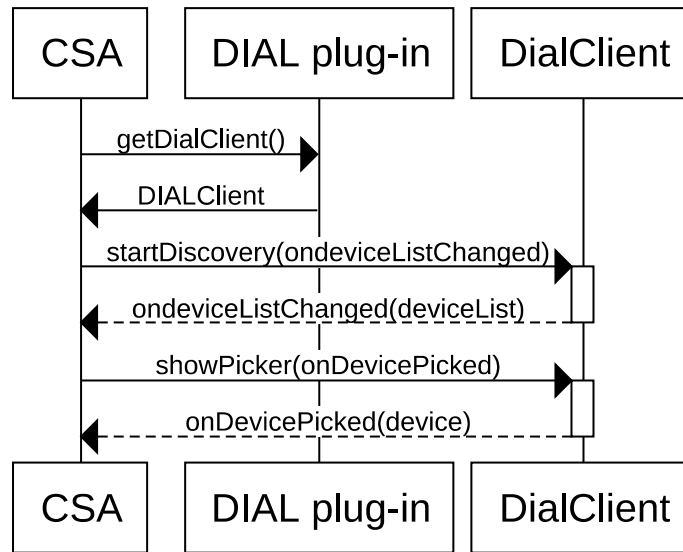 CSA
DIAL plug-in
DialClient
getDialClient()
DIALClient
startDiscovery(ondeviceListChanged)
ondeviceListChanged(deviceList)
showPicker(onDevicePicked)
onDevicePicked(device)
CSA
DIAL plug-in
DialClient